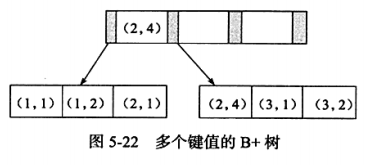 (2,4)
(1,1) (1,2) (2,1) (2,4) (3,1) (3,2)
图 5-22 多个键值的 B+ 树